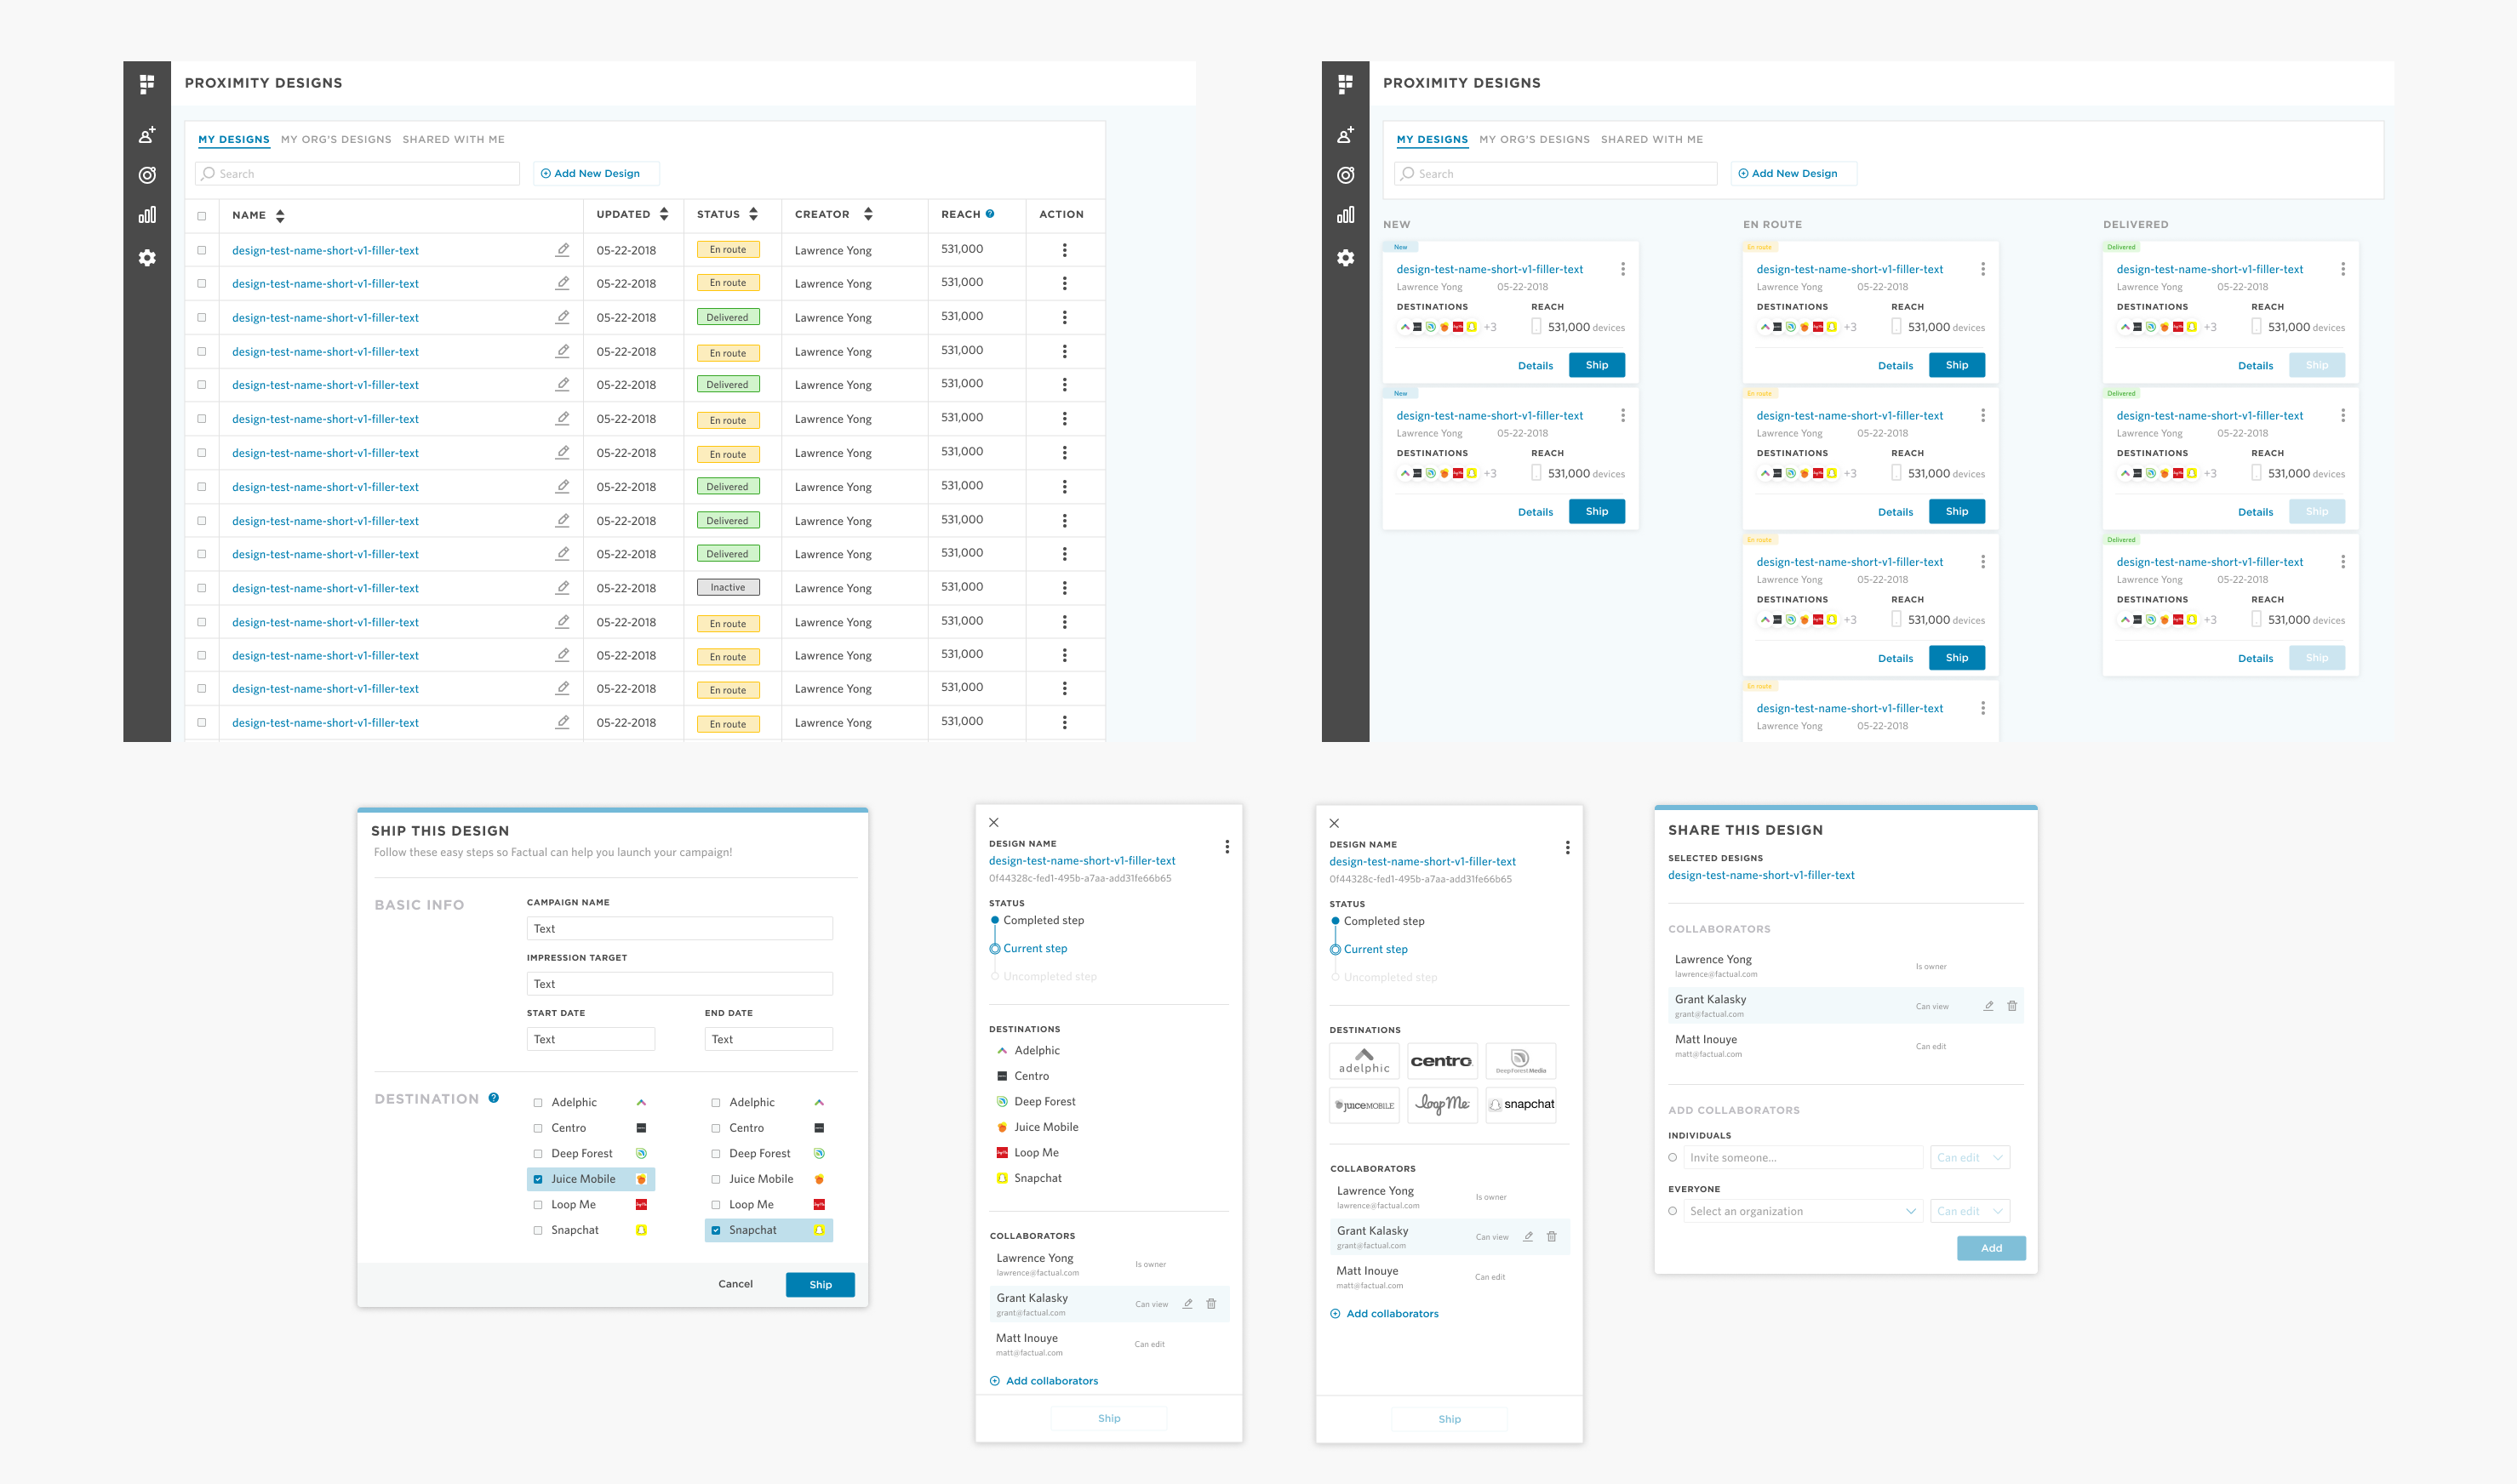 PROXIMITY DESIGNS
MY DESIGNS MY ORG'S DESIGNS SHARED WITH ME
Search Add New Design
NAME UPDATED STATUS CREATOR REACH ? ACTION
design-test-name-short-v1-filler-text 05-22-2018 En route Lawrence Yong 531,000
design-test-name-short-v1-filler-text 05-22-2018 En route Lawrence Yong 531,000
design-test-name-short-v1-filler-text 05-22-2018 Delivered Lawrence Yong 531,000
design-test-name-short-v1-filler-text 05-22-2018 En route Lawrence Yong 531,000
design-test-name-short-v1-filler-text 05-22-2018 Delivered Lawrence Yong 531,000
design-test-name-short-v1-filler-text 05-22-2018 En route Lawrence Yong 531,000
design-test-name-short-v1-filler-text 05-22-2018 En route Lawrence Yong 531,000
design-test-name-short-v1-filler-text 05-22-2018 Delivered Lawrence Yong 531,000
design-test-name-short-v1-filler-text 05-22-2018 Delivered Lawrence Yong 531,000
design-test-name-short-v1-filler-text 05-22-2018 Delivered Lawrence Yong 531,000
design-test-name-short-v1-filler-text 05-22-2018 Inactive Lawrence Yong 531,000
design-test-name-short-v1-filler-text 05-22-2018 En route Lawrence Yong 531,000
design-test-name-short-v1-filler-text 05-22-2018 En route Lawrence Yong 531,000
design-test-name-short-v1-filler-text 05-22-2018 En route Lawrence Yong 531,000
design-test-name-short-v1-filler-text 05-22-2018 En route Lawrence Yong 531,000
PROXIMITY DESIGNS
MY DESIGNS MY ORG'S DESIGNS SHARED WITH ME
Search Add New Design
NEW
New
design-test-name-short-v1-filler-text
Lawrence Yong 05-22-2018
DESTINATIONS REACH
+3 531,000 devices
Details Ship
New
design-test-name-short-v1-filler-text
Lawrence Yong 05-22-2018
DESTINATIONS REACH
+3 531,000 devices
Details Ship
EN ROUTE
En route
design-test-name-short-v1-filler-text
Lawrence Yong 05-22-2018
DESTINATIONS REACH
+3 531,000 devices
Details Ship
En route
design-test-name-short-v1-filler-text
Lawrence Yong 05-22-2018
DESTINATIONS REACH
+3 531,000 devices
Details Ship
En route
design-test-name-short-v1-filler-text
Lawrence Yong 05-22-2018
DESTINATIONS REACH
+3 531,000 devices
Details Ship
En route
design-test-name-short-v1-filler-text
Lawrence Yong 05-22-2018
DELIVERED
Delivered
design-test-name-short-v1-filler-text
Lawrence Yong 05-22-2018
DESTINATIONS REACH
+3 531,000 devices
Details Ship
Delivered
design-test-name-short-v1-filler-text
Lawrence Yong 05-22-2018
DESTINATIONS REACH
+3 531,000 devices
Details Ship
Delivered
design-test-name-short-v1-filler-text
Lawrence Yong 05-22-2018
DESTINATIONS REACH
+3 531,000 devices
Details Ship
SHIP THIS DESIGN
Follow these easy steps so Factual can help you launch your campaign!
BASIC INFO
CAMPAIGN NAME
Text
IMPRESSION TARGET
Text
START DATE END DATE
Text Text
DESTINATION ?
Adelphic Adelphic
Centro Centro
Deep Forest Deep Forest
Juice Mobile Juice Mobile
Loop Me Loop Me
Snapchat Snapchat
Cancel Ship
DESIGN NAME
design-test-name-short-v1-filler-text
0f44328c-fed1-495b-a7aa-add31fe66b65
STATUS
Completed step
Current step
Uncompleted step
DESTINATIONS
Adelphic
Centro
Deep Forest
Juice Mobile
Loop Me
Snapchat
COLLABORATORS
Lawrence Yong
lawrence@factual.com Is owner
Grant Kalasky
grant@factual.com Can view
Matt Inouye
matt@factual.com Can edit
Add collaborators
Ship
DESIGN NAME
design-test-name-short-v1-filler-text
0f44328c-fed1-495b-a7aa-add31fe66b65
STATUS
Completed step
Current step
Uncompleted step
DESTINATIONS
adelphic centro DeepForestMedia
juiceMOBILE loopMe snapchat
COLLABORATORS
Lawrence Yong
lawrence@factual.com Is owner
Grant Kalasky
grant@factual.com Can view
Matt Inouye
matt@factual.com Can edit
Add collaborators
Ship
SHARE THIS DESIGN
SELECTED DESIGNS
design-test-name-short-v1-filler-text
COLLABORATORS
Lawrence Yong
lawrence@factual.com Is owner
Grant Kalasky
grant@factual.com Can view
Matt Inouye
matt@factual.com Can edit
ADD COLLABORATORS
INDIVIDUALS
Invite someone... Can edit
EVERYONE
Select an organization Can edit
Add